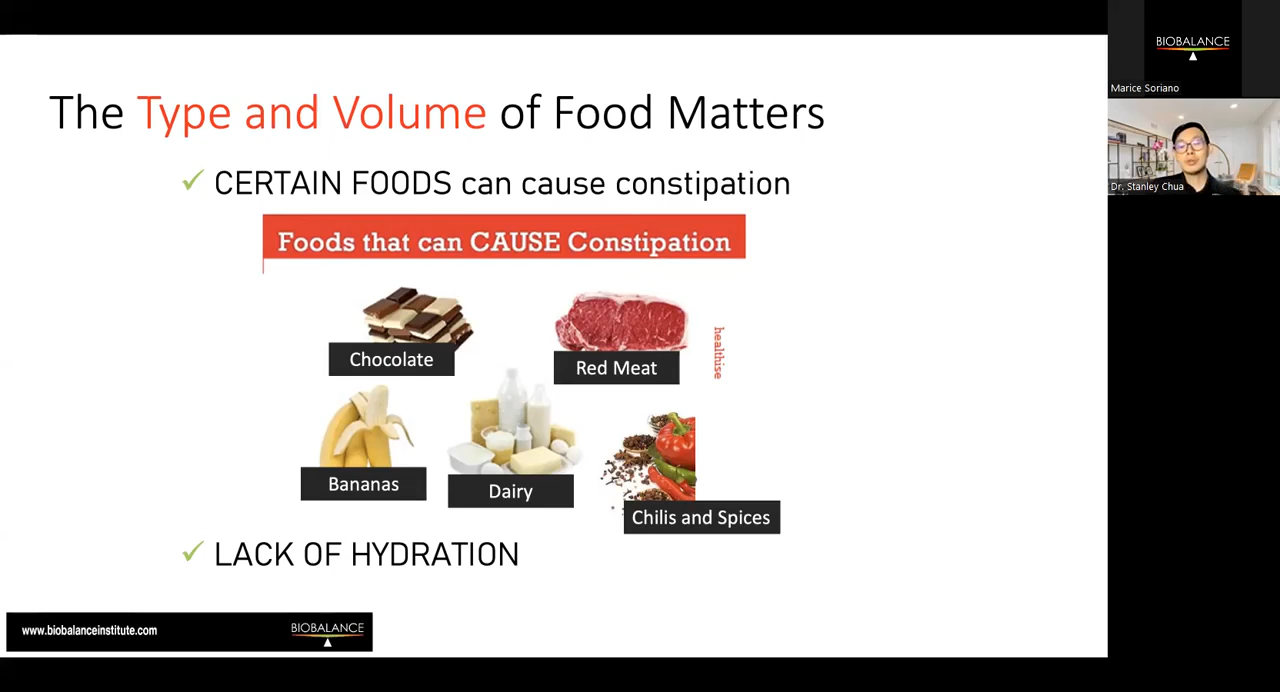 The Type and Volume of Food Matters
CERTAIN FOODS can cause constipation
Foods that can CAUSE Constipation
Chocolate
Red Meat
healthise
Bananas
Dairy
Chilis and Spices
LACK OF HYDRATION
www.biobalanceinstitute.com
BIOBALANCE
BIOBALANCE
Marice Soriano
Dr. Stanley Chua